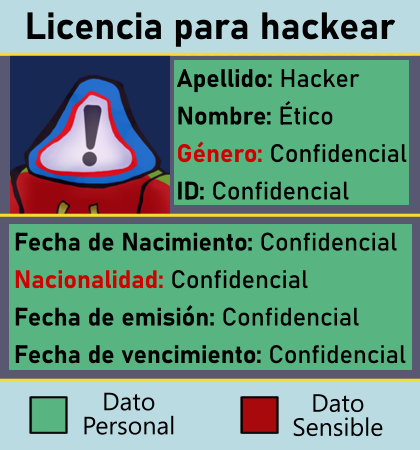 Licencia para hackear
Apellido: Hacker
Nombre: Ético
Género: Confidencial
ID: Confidencial
Fecha de Nacimiento: Confidencial
Nacionalidad: Confidencial
Fecha de emisión: Confidencial
Fecha de vencimiento: Confidencial
Dato
Personal
Dato
Sensible